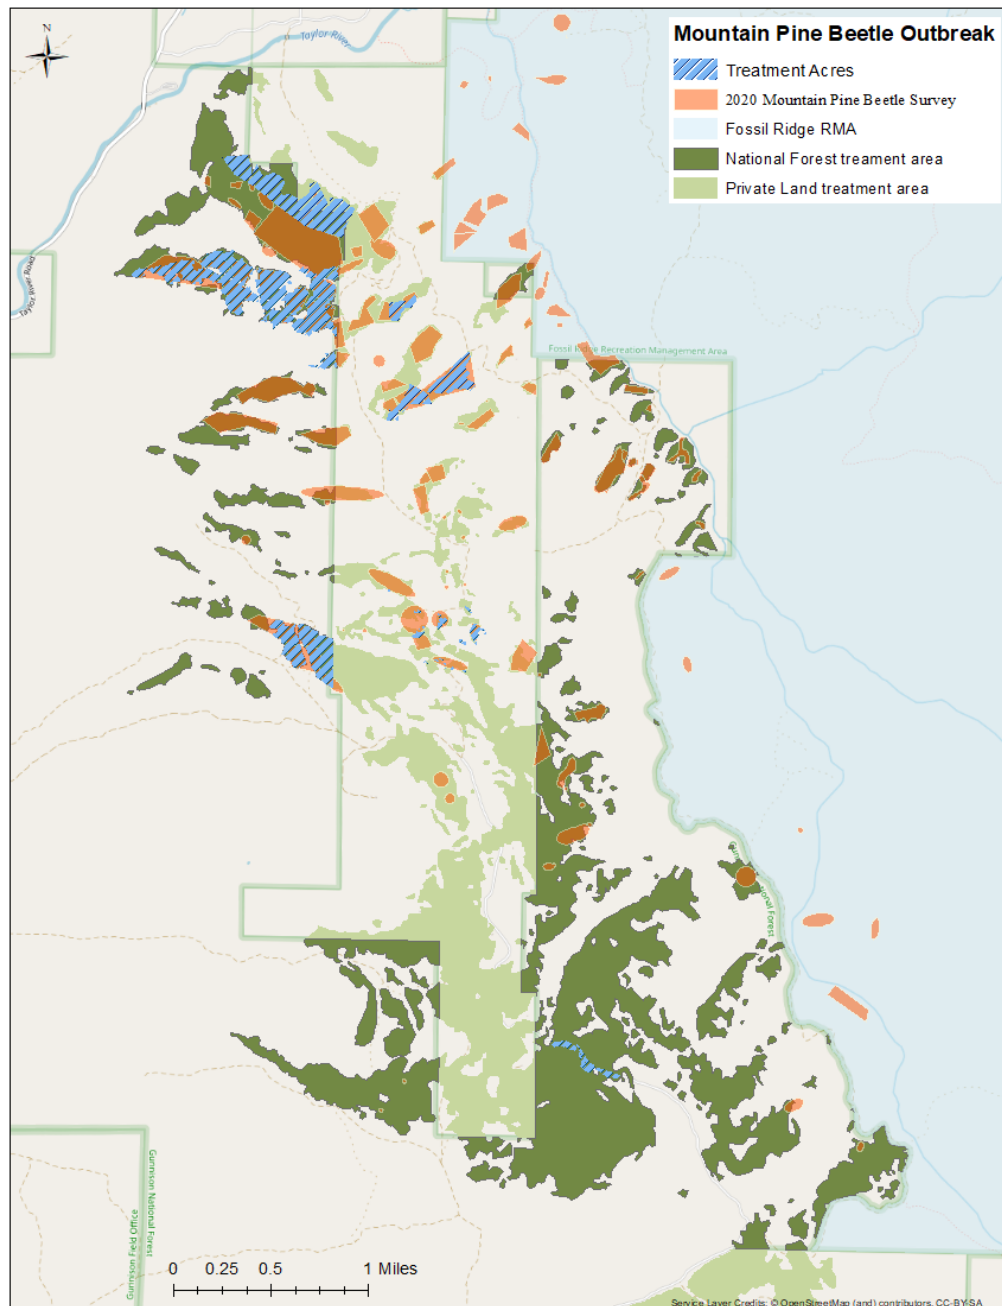 N
Taylor River
Mountain Pine Beetle Outbreak
Treatment Acres
2020 Mountain Pine Beetle Survey
Fossil Ridge RMA
National Forest treament area
Private Land treatment area
Taylor River Road
Fossil Ridge Recreation Management Area
National Forest
Gunnison National Forest
Gunnison Field Office
0 0.25 0.5 1 Miles
Service Layer Credits: © OpenStreetMap (and) contributors, CC-BY-SA